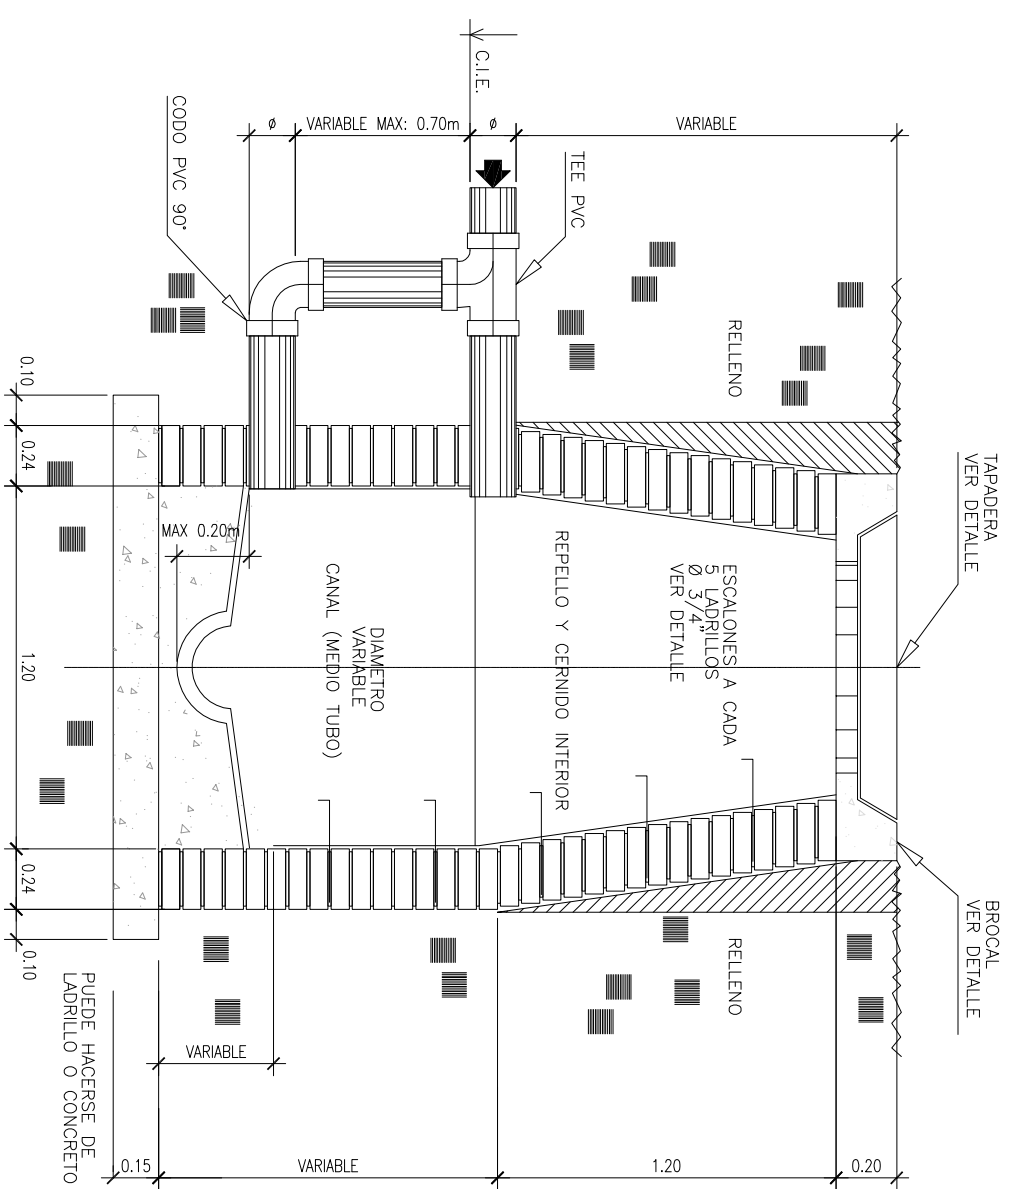 TAPADERA
VER DETALLE
BROCAL
VER DETALLE
RELLENO
RELLENO
ESCALONES A CADA
5 LADRILLOS
Ø 3/4"
VER DETALLE
REPELLO Y CERNIDO INTERIOR
TEE PVC
C.I.E.
DIAMETRO
VARIABLE
CANAL (MEDIO TUBO)
CODO PVC 90°
PUEDE HACERSE DE
LADRILLO O CONCRETO
ø
VARIABLE MAX: 0.70m
ø
VARIABLE
MAX 0.20m
VARIABLE
0.15
VARIABLE
1.20
0.20
0.10
0.24
1.20
0.24
0.10